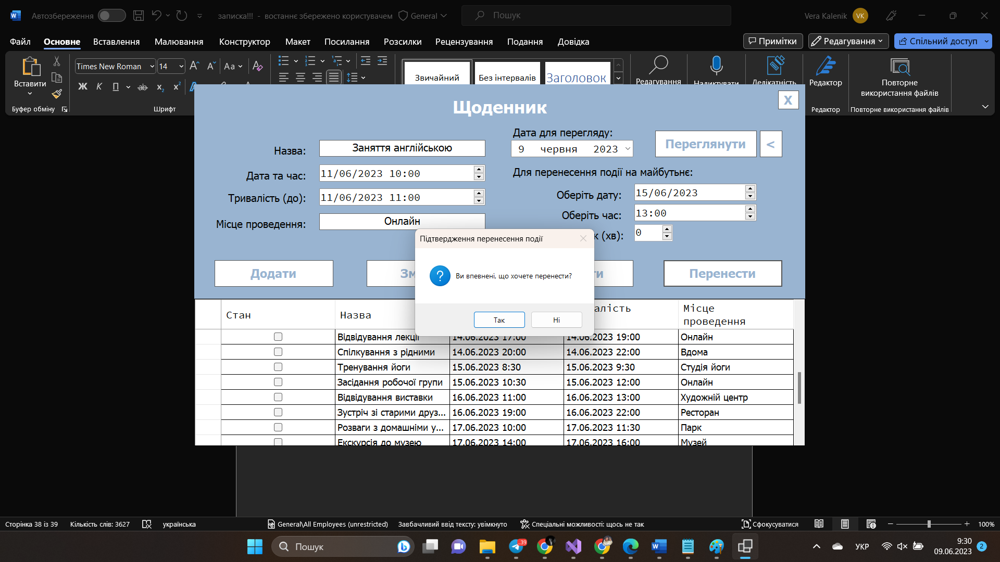 Автозбереження
записка!!! - востаннє збережено користувачем
General
Пошук
Vera Kalenik
VK
Файл
Основне
Вставлення
Малювання
Конструктор
Макет
Посилання
Розсилки
Рецензування
Подання
Довідка
Примітки
Редагування
Спільний доступ
Вставити
Буфер обміну
Times New Roman
14
Шрифт
Звичайний
Без інтервалів
Заголовок
Редагування
Надиктувати
Делікатність
Редактор
Редактор
Повторне
використання файлів
Повторне використання файлів
Щоденник
X
Назва:
Заняття англійською
Дата та час:
11/06/2023 10:00
Тривалість (до):
11/06/2023 11:00
Місце проведення:
Онлайн
Дата для перегляду:
9 червня 2023
Переглянути
<
Для перенесення події на майбутнє:
Оберіть дату:
15/06/2023
Оберіть час:
13:00
к (хв):
0
Додати
Зм
ти
Перенести
Підтвердження перенесення події
Ви впевнені, що хочете перенести?
Так
Ні
Стан
Назва
алість
Місце
проведення
Відвідування лекції 14.06.2023 17:00 14.06.2023 19:00 Онлайн
Спілкування з рідними 14.06.2023 20:00 14.06.2023 22:00 Вдома
Тренування йоги 15.06.2023 8:30 15.06.2023 9:30 Студія йоги
Засідання робочої групи 15.06.2023 10:30 15.06.2023 12:00 Онлайн
Відвідування виставки 16.06.2023 11:00 16.06.2023 13:00 Художній центр
Зустріч зі старими друз... 16.06.2023 19:00 16.06.2023 22:00 Ресторан
Розваги з домашніми у... 17.06.2023 10:00 17.06.2023 11:30 Парк
Екскурсія до музею 17.06.2023 14:00 17.06.2023 16:00 Музей
Сторінка 38 із 39
Кількість слів: 3627
українська
General\All Employees (unrestricted)
Завбачливий ввід тексту: увімкнуто
Спеціальні можливості: щось не так
Сфокусуватися
100%
Пошук
..39
УКР
9:30
09.06.2023
2